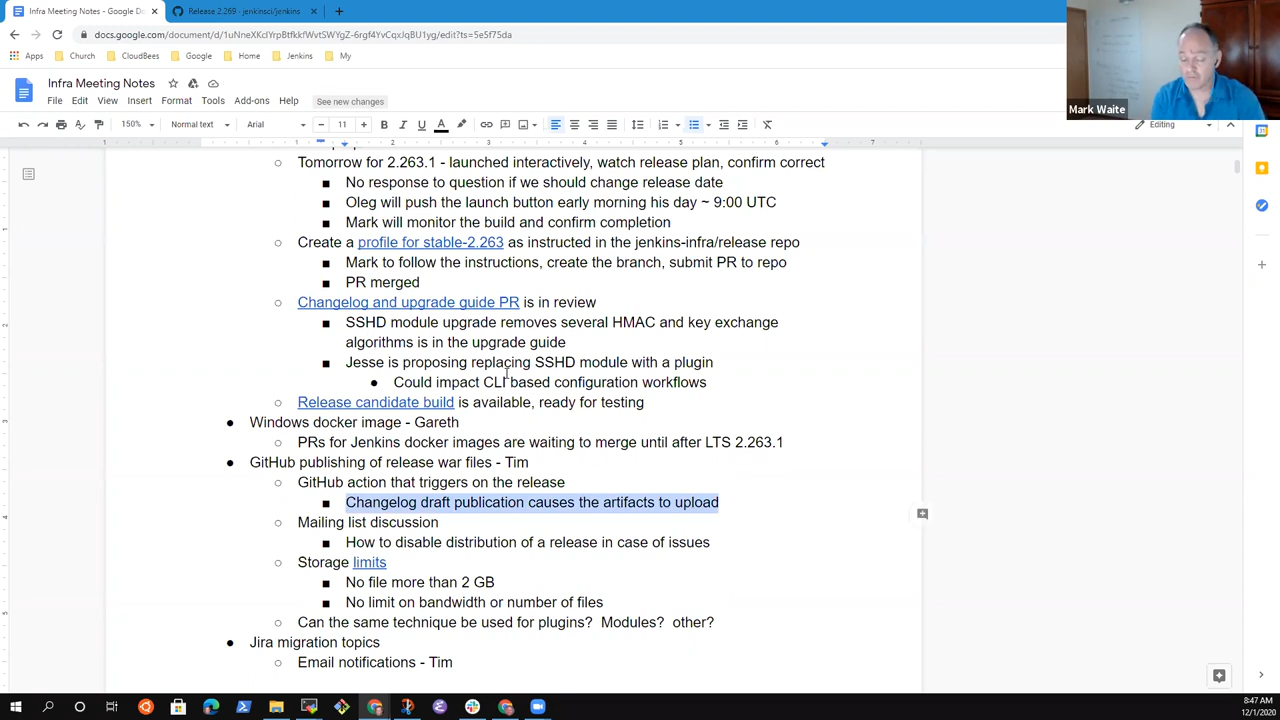 Infra Meeting Notes - Google Do
Release 2.269 · jenkinsci/jenkins
docs.google.com/document/d/1uNneXKcIYrpBtfkkfWvtSWYgZ-6rgf4YvCqxJqBU1yg/edit?ts=5e5f75da
Apps
Church
CloudBees
Google
Home
Jenkins
My
Infra Meeting Notes
File Edit View Insert Format Tools Add-ons Help See new changes
150% Normal text Arial 11 Editing
Mark Waite
Tomorrow for 2.263.1 - launched interactively, watch release plan, confirm correct
No response to question if we should change release date
Oleg will push the launch button early morning his day ~ 9:00 UTC
Mark will monitor the build and confirm completion
Create a profile for stable-2.263 as instructed in the jenkins-infra/release repo
Mark to follow the instructions, create the branch, submit PR to repo
PR merged
Changelog and upgrade guide PR is in review
SSHD module upgrade removes several HMAC and key exchange
algorithms is in the upgrade guide
Jesse is proposing replacing SSHD module with a plugin
Could impact CLI based configuration workflows
Release candidate build is available, ready for testing
Windows docker image - Gareth
PRs for Jenkins docker images are waiting to merge until after LTS 2.263.1
GitHub publishing of release war files - Tim
GitHub action that triggers on the release
Changelog draft publication causes the artifacts to upload
Mailing list discussion
How to disable distribution of a release in case of issues
Storage limits
No file more than 2 GB
No limit on bandwidth or number of files
Can the same technique be used for plugins? Modules? other?
Jira migration topics
Email notifications - Tim
8:47 AM
12/1/2020